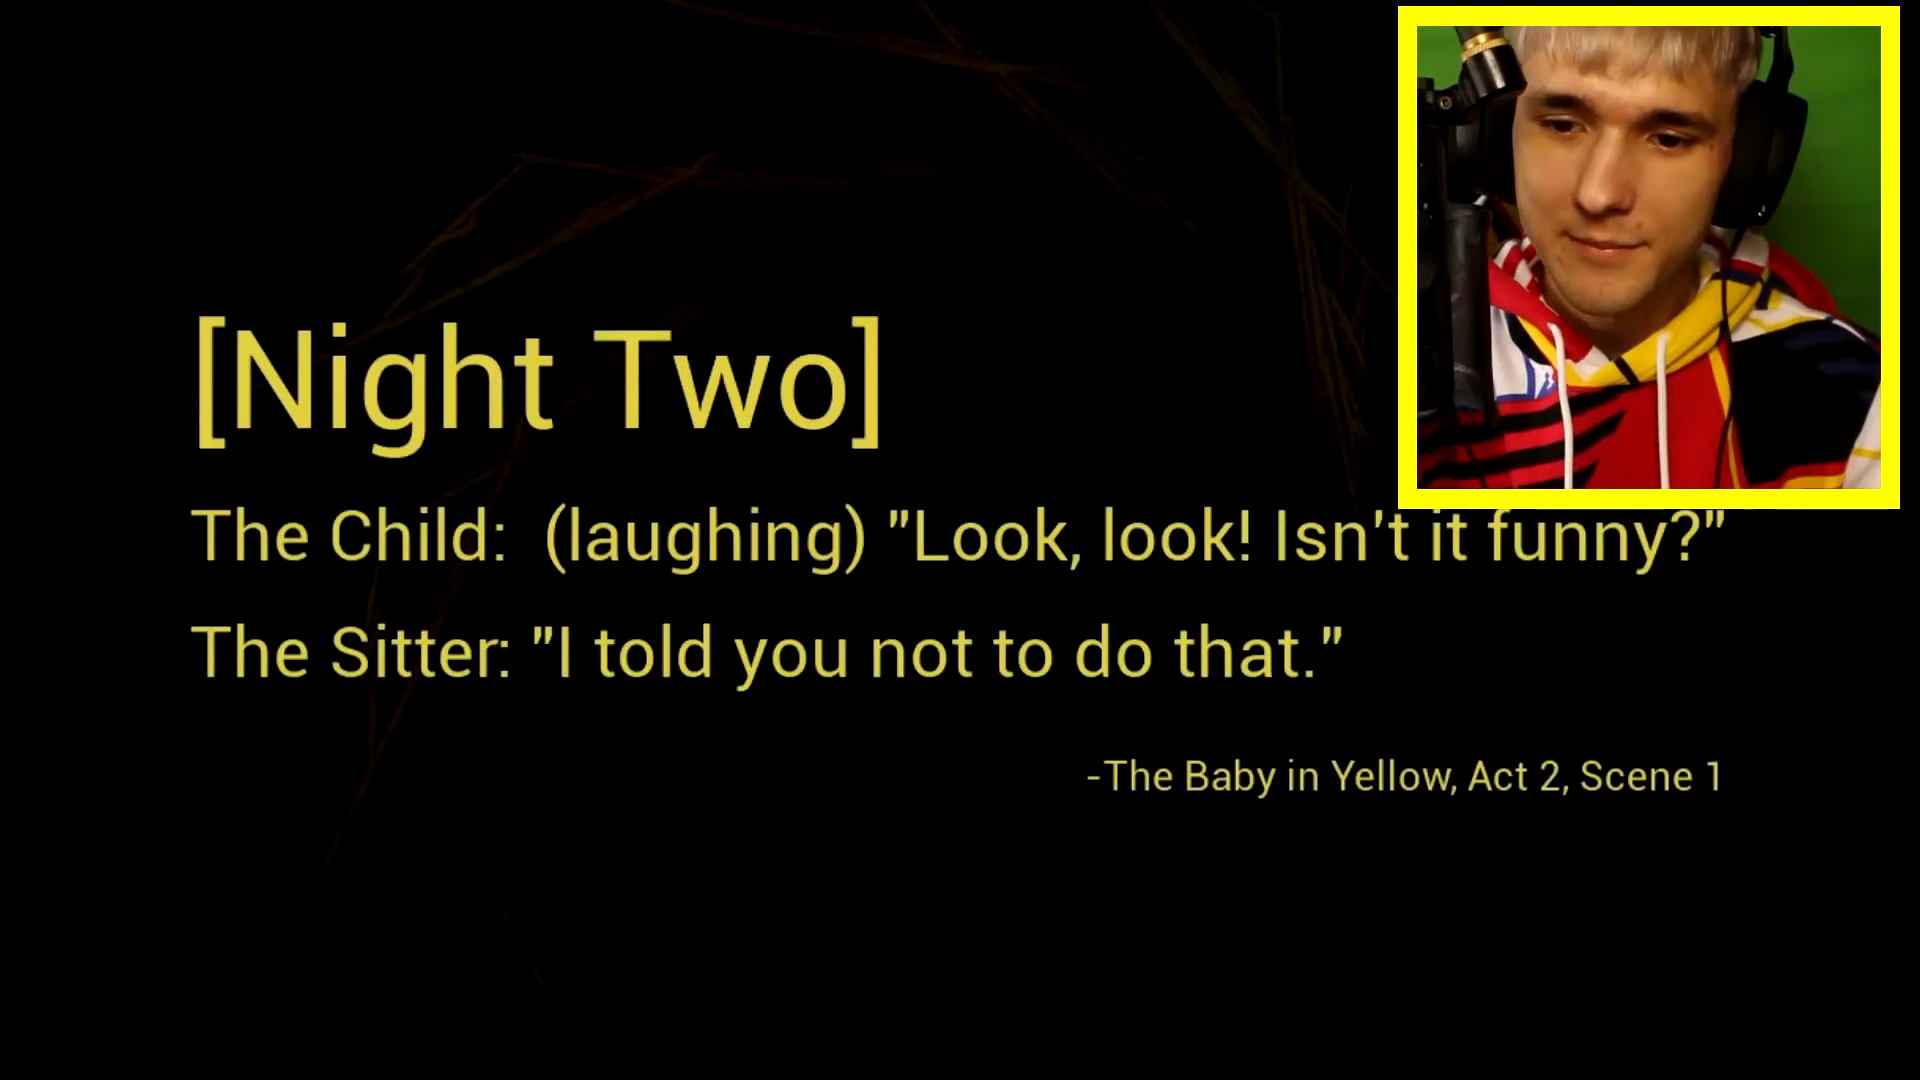 [Night Two]
The Child:  (laughing) "Look, look! Isn't it funny?"
The Sitter: "I told you not to do that."
-The Baby in Yellow, Act 2, Scene 1